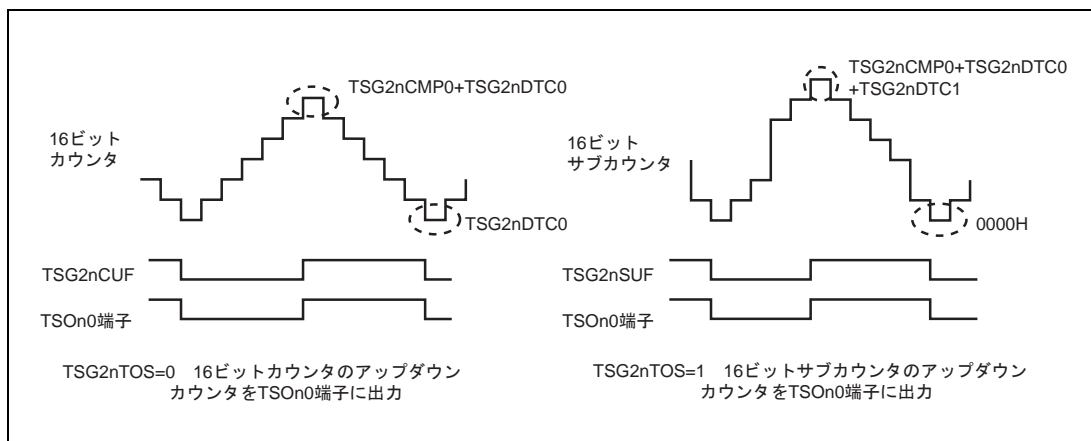 TSG2nCMP0+TSG2nDTC0
16ビット
カウンタ
TSG2nDTC0
TSG2nCUF
TSOn0端子
TSG2nTOS=0 16ビットカウンタのアップダウン
カウンタをTSOn0端子に出力
TSG2nCMP0+TSG2nDTC0
+TSG2nDTC1
16ビット
サブカウンタ
0000H
TSG2nSUF
TSOn0端子
TSG2nTOS=1 16ビットサブカウンタのアップダウン
カウンタをTSOn0端子に出力